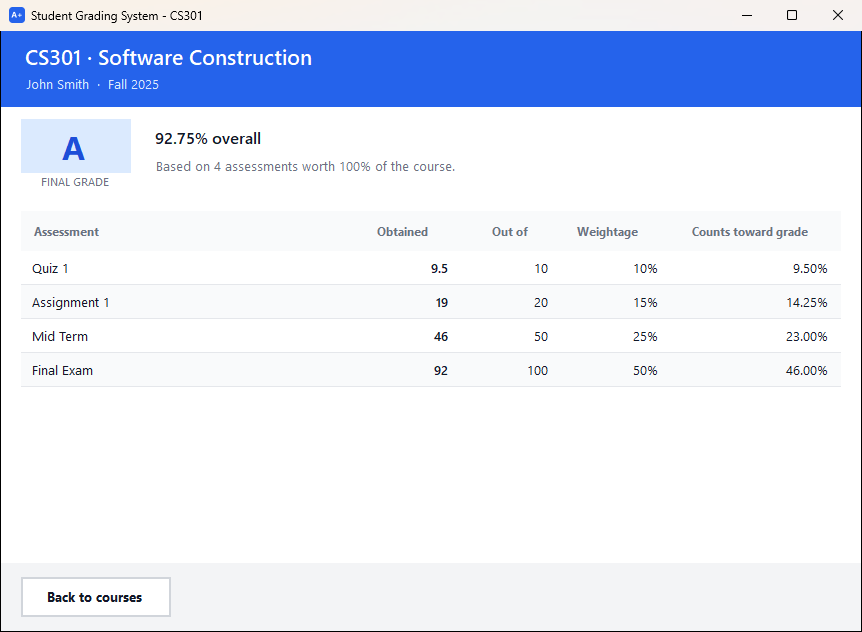 A+ Student Grading System - CS301
CS301 · Software Construction
John Smith · Fall 2025
A
FINAL GRADE
92.75% overall
Based on 4 assessments worth 100% of the course.
Assessment Obtained Out of Weightage Counts toward grade
Quiz 1 9.5 10 10% 9.50%
Assignment 1 19 20 15% 14.25%
Mid Term 46 50 25% 23.00%
Final Exam 92 100 50% 46.00%
Back to courses